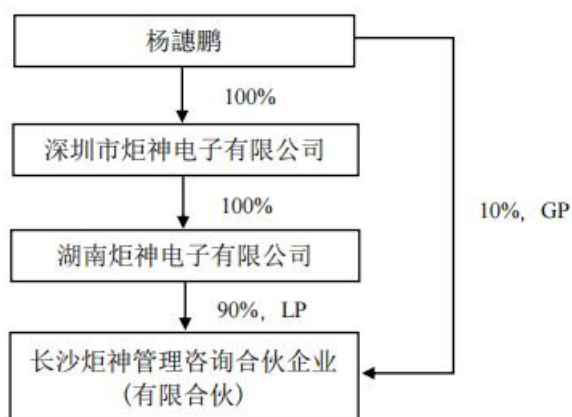 杨譓鹏
100%
深圳市炬神电子有限公司
100%
10%, GP
湖南炬神电子有限公司
90%, LP
长沙炬神管理咨询合伙企业
(有限合伙)